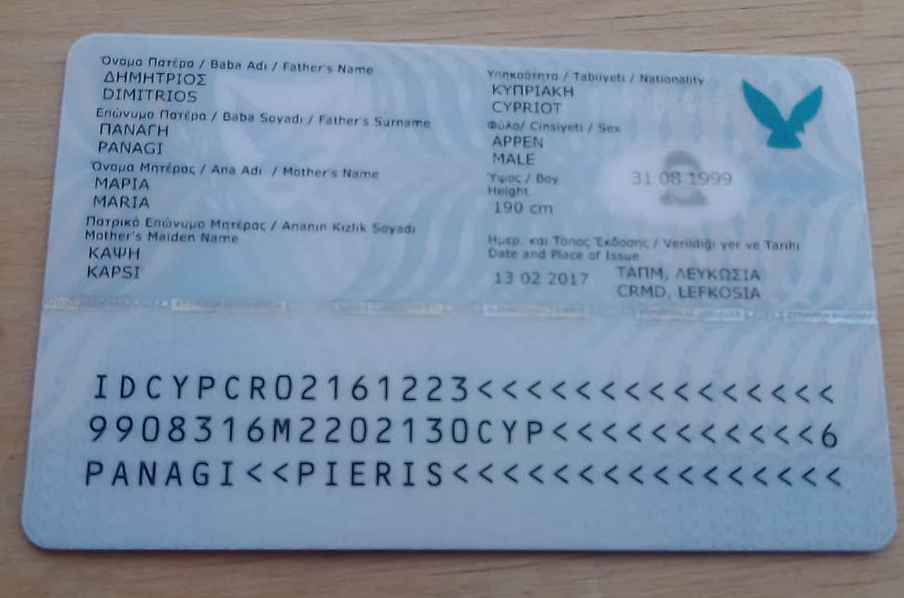 Όνομα Πατέρα / Baba Adı / Father's Name
ΔΗΜΗΤΡΙΟΣ
DIMITRIOS
Επώνυμο Πατέρα / Baba Soyadı / Father's Surname
ΠΑΝΑΓΗ
PANAGI
Όνομα Μητέρας / Ana Adı / Mother's Name
ΜΑΡΙΑ
MARIA
Πατρικό Επώνυμο Μητέρας / Ananın Kızlık Soyadı
Mother's Maiden Name
ΚΑΨΗ
KAPSI
Υπηκοότητα / Tabiiyeti / Nationality
ΚΥΠΡΙΑΚΗ
CYPRIOT
Φύλο/ Cinsiyeti / Sex
ΑΡΡΕΝ
MALE
Ύψος / Boy
Height
190 cm
31 08 1999
Ημερ. και Τόπος Έκδοσης / Verildiği yer ve Tarihi
Date and Place of Issue
13 02 2017 ΤΑΠΜ, ΛΕΥΚΩΣΙΑ
CRMD, LEFKOSIA
IDCYPCR02161223<<<<<<<<<<<<<<<
9908316M2202130CYP<<<<<<<<<<<6
PANAGI<<PIERIS<<<<<<<<<<<<<<<<